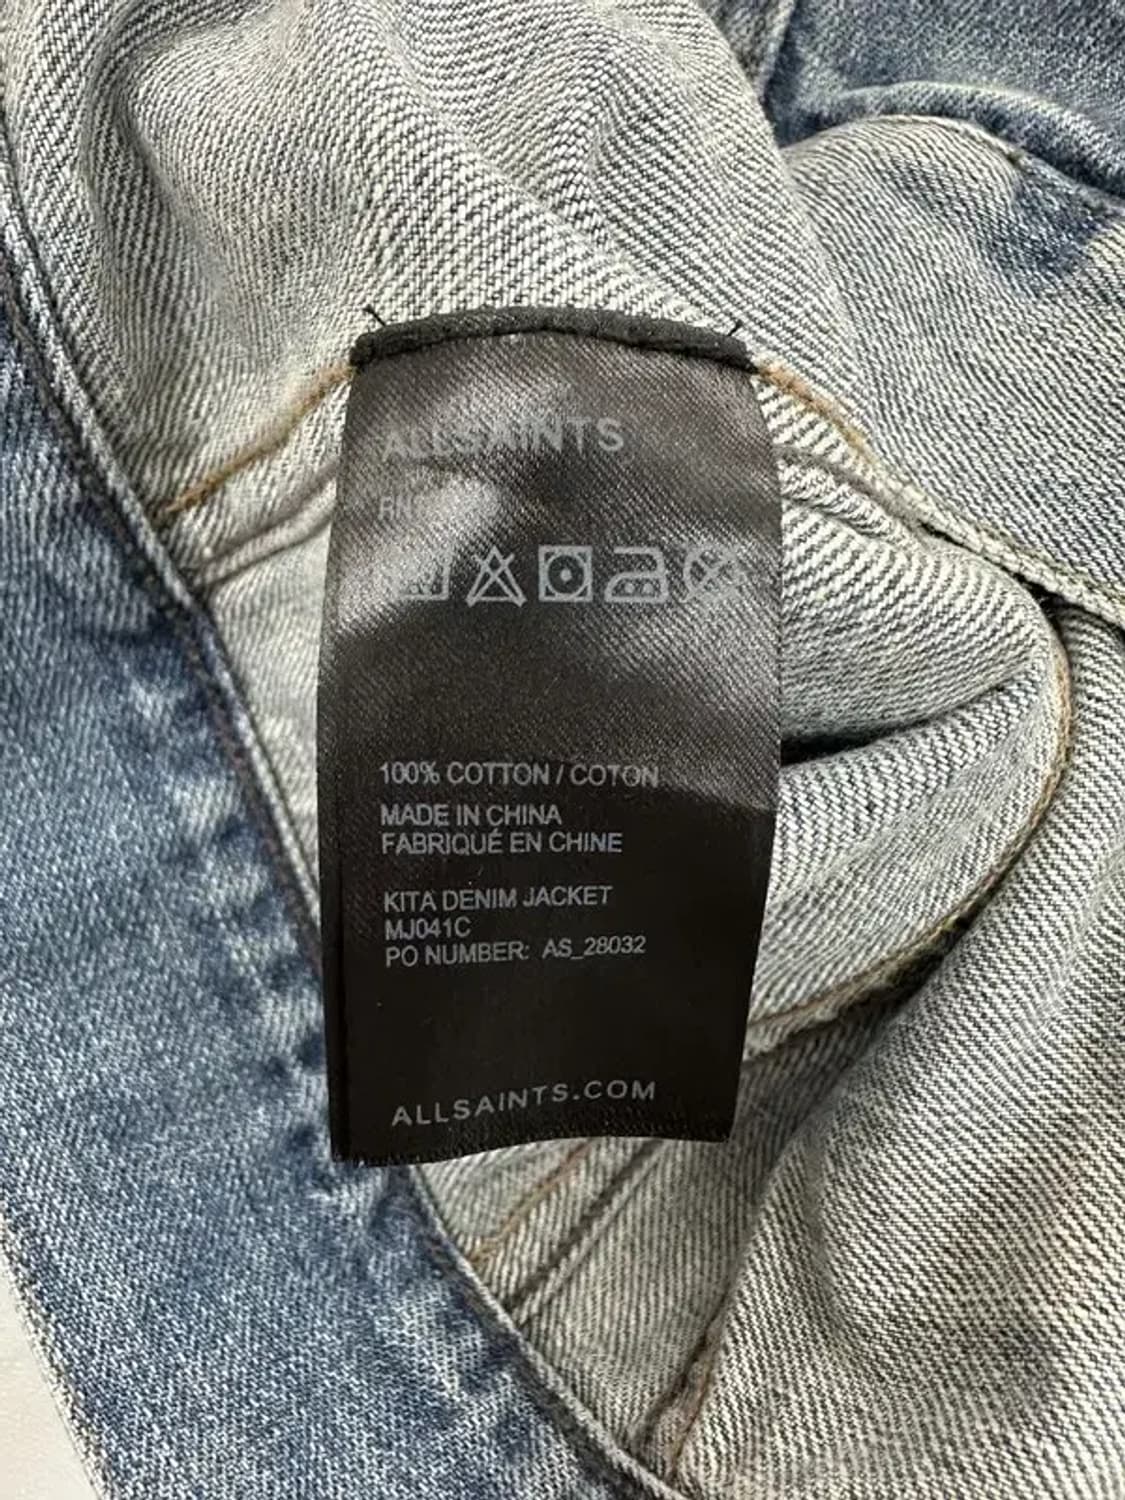 ALLSAINTS
RN
100% COTTON / COTON
MADE IN CHINA
FABRIQUÉ EN CHINE
KITA DENIM JACKET
MJ041C
PO NUMBER: AS_28032
ALLSAINTS.COM